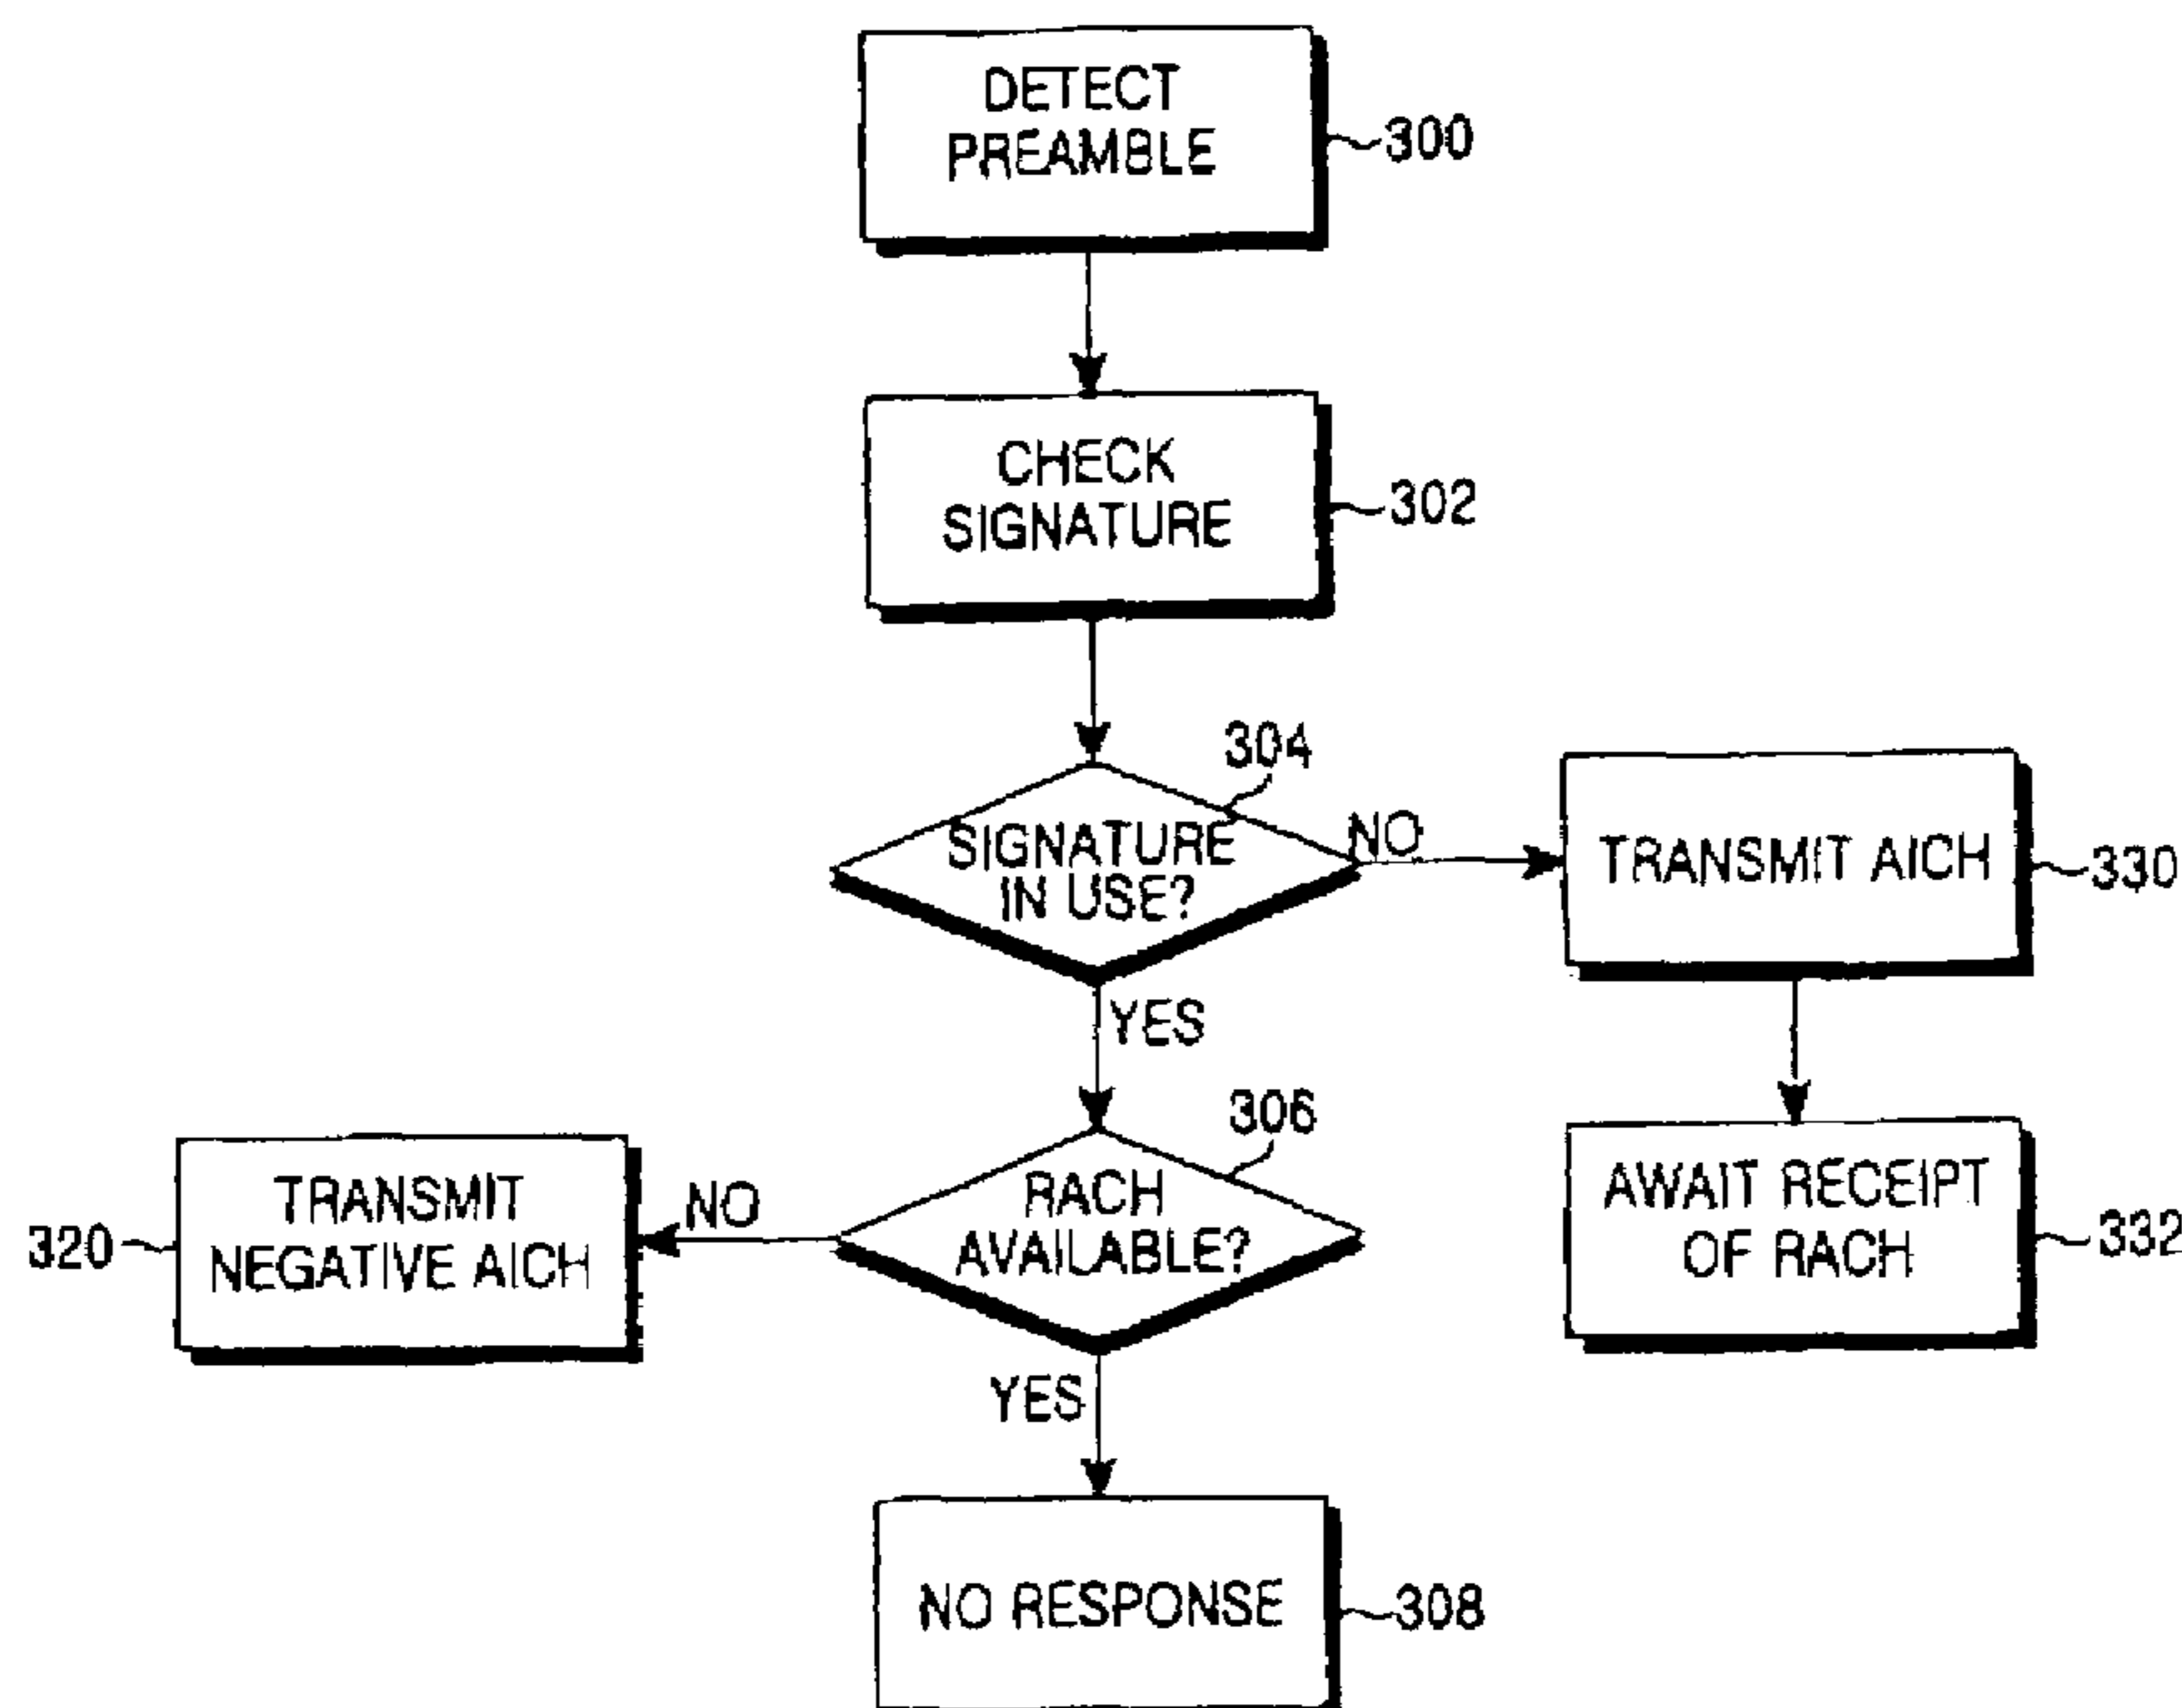 DETECT
PREAMBLE
300
CHECK
SIGNATURE
302
304
SIGNATURE
IN USE?
NO
TRANSMIT AICH
330
YES
306
RACH
AVAILABLE?
NO
TRANSMIT
NEGATIVE AICH
320
AWAIT RECEIPT
OF RACH
332
YES
NO RESPONSE
308